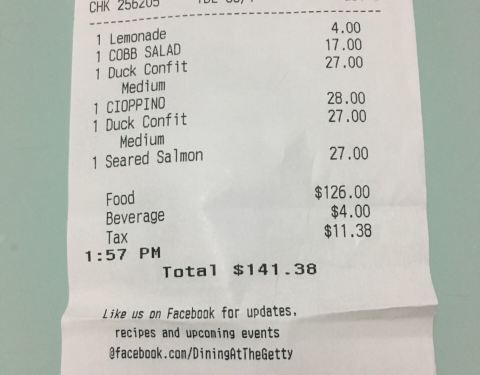 CHK 256205
1 Lemonade 4.00
1 COBB SALAD 17.00
1 Duck Confit 27.00
Medium
1 CIOPPINO 28.00
1 Duck Confit 27.00
Medium
1 Seared Salmon 27.00
Food $126.00
Beverage $4.00
Tax $11.38
1:57 PM
Total $141.38
Like us on Facebook for updates,
recipes and upcoming events
@facebook.com/DiningAtTheGetty